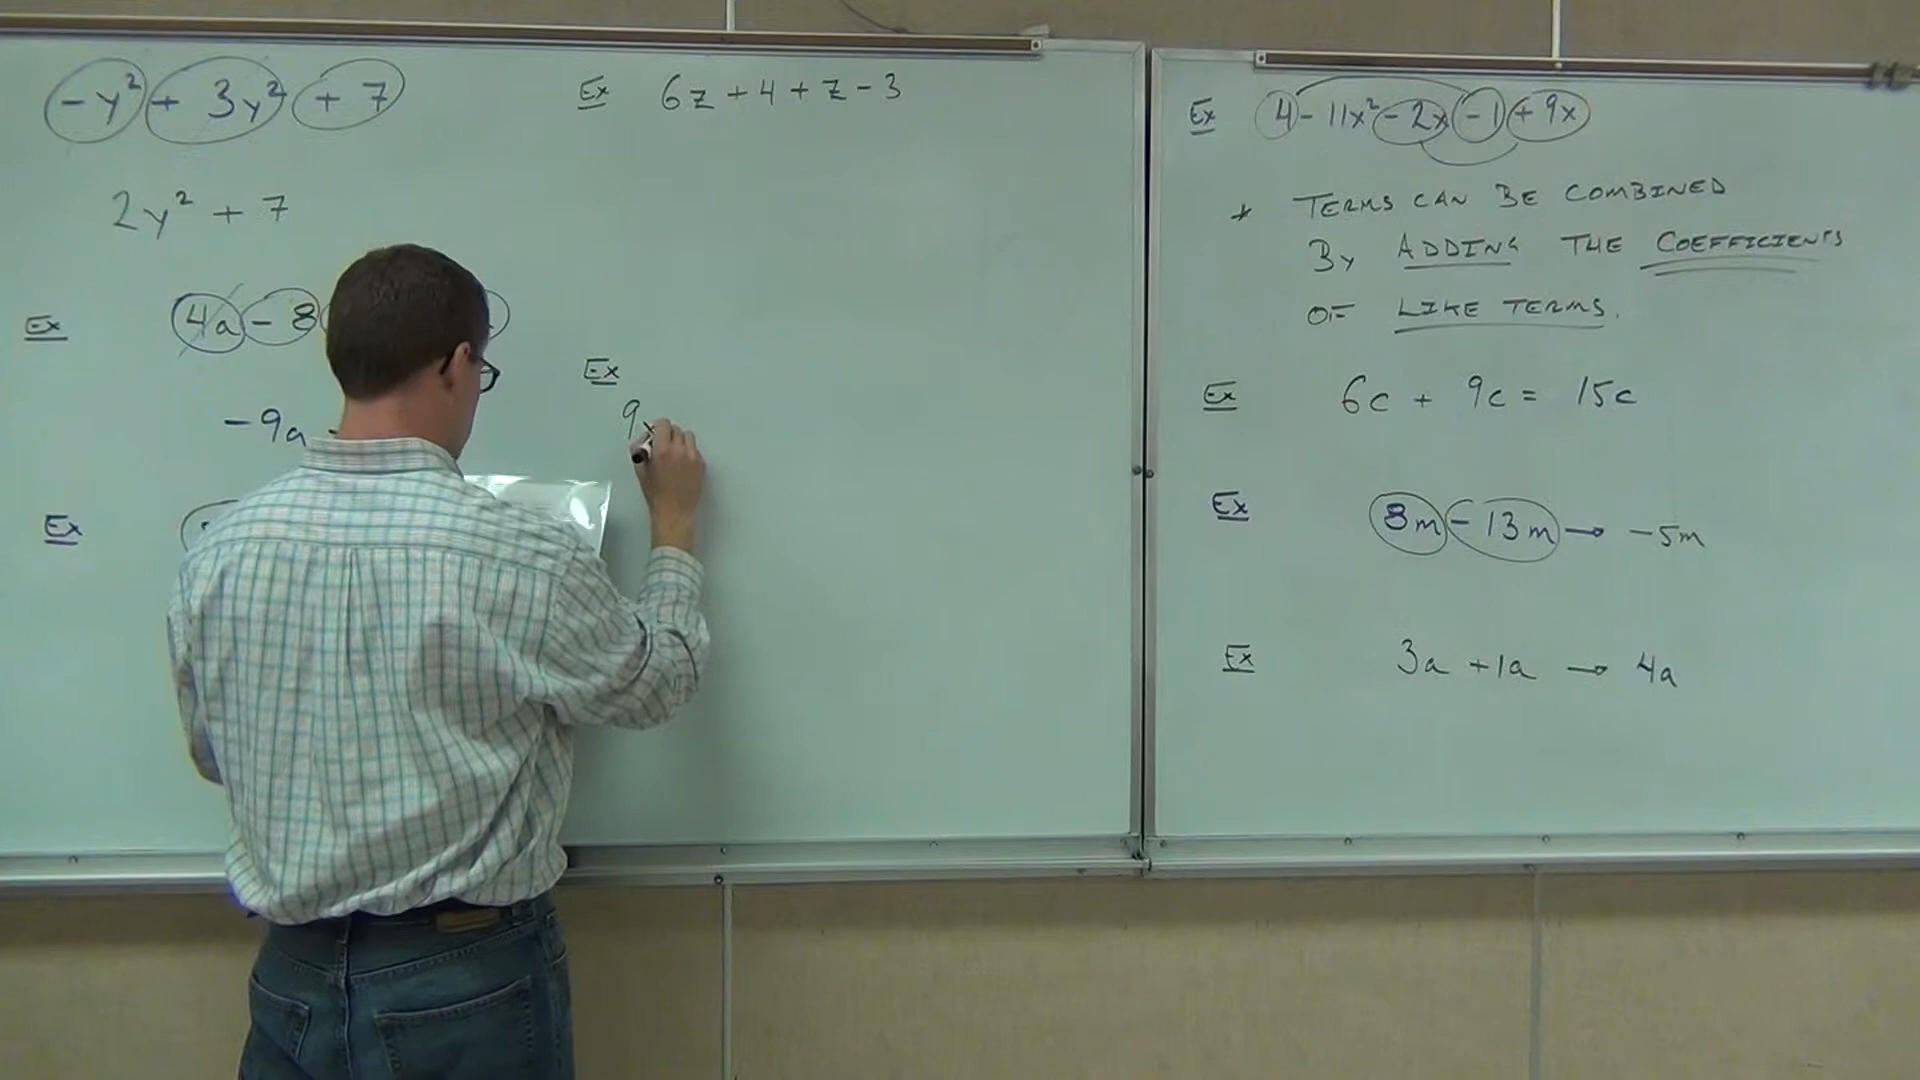 -y² + 3y² + 7
2y² + 7
Ex 4a - 8
-9a
Ex
Ex 6z + 4 + z - 3
Ex
9x
Ex 4 - 11x² - 2x - 1 + 9x
* TERMS CAN BE COMBINED
BY ADDING THE COEFFICIENTS
OF LIKE TERMS.
Ex 6c + 9c = 15c
Ex 8m - 13m → -5m
Ex 3a + 1a → 4a